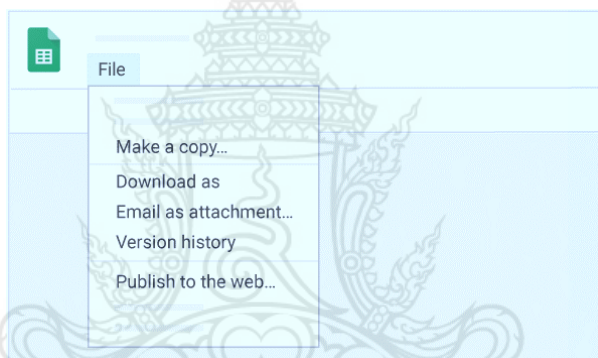 File
Make a copy...
Download as
Email as attachment...
Version history
Publish to the web...